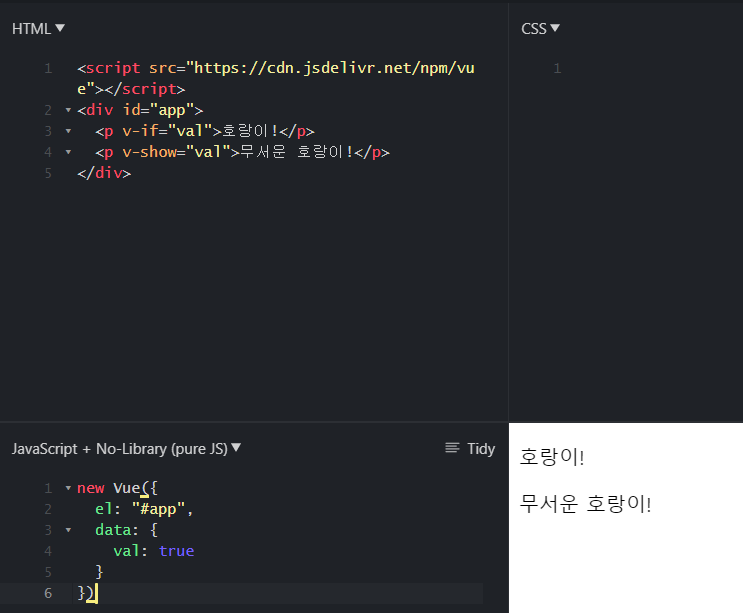 HTML ▼
1 <script src="https://cdn.jsdelivr.net/npm/vu
e"></script>
2 ▾ <div id="app">
3 ▾   <p v-if="val">호랑이!</p>
4 ▾   <p v-show="val">무서운 호랑이!</p>
5 </div>
CSS ▼
1
JavaScript + No-Library (pure JS) ▼
Tidy
1 ▾ new Vue({
2   el: "#app",
3 ▾   data: {
4     val: true
5   }
6 })
호랑이!
무서운 호랑이!